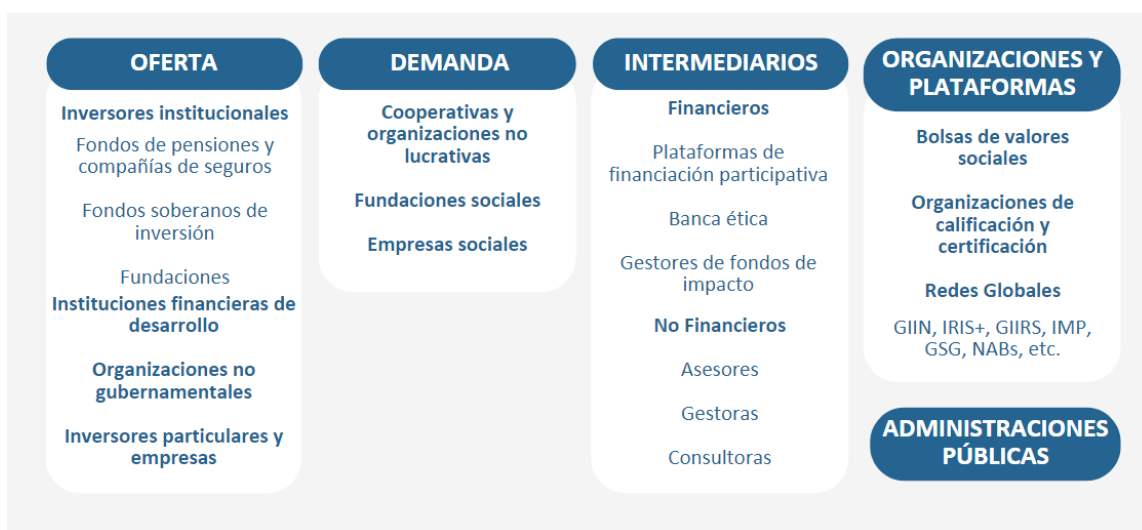 OFERTA
Inversores institucionales
Fondos de pensiones y
compañías de seguros
Fondos soberanos de
inversión
Fundaciones
Instituciones financieras de
desarrollo
Organizaciones no
gubernamentales
Inversores particulares y
empresas
DEMANDA
Cooperativas y
organizaciones no
lucrativas
Fundaciones sociales
Empresas sociales
INTERMEDIARIOS
Financieros
Plataformas de
financiación participativa
Banca ética
Gestores de fondos de
impacto
No Financieros
Asesores
Gestoras
Consultoras
ORGANIZACIONES Y
PLATAFORMAS
Bolsas de valores
sociales
Organizaciones de
calificación y
certificación
Redes Globales
GIIN, IRIS+, GIIRS, IMP,
GSG, NABs, etc.
ADMINISTRACIONES
PÚBLICAS